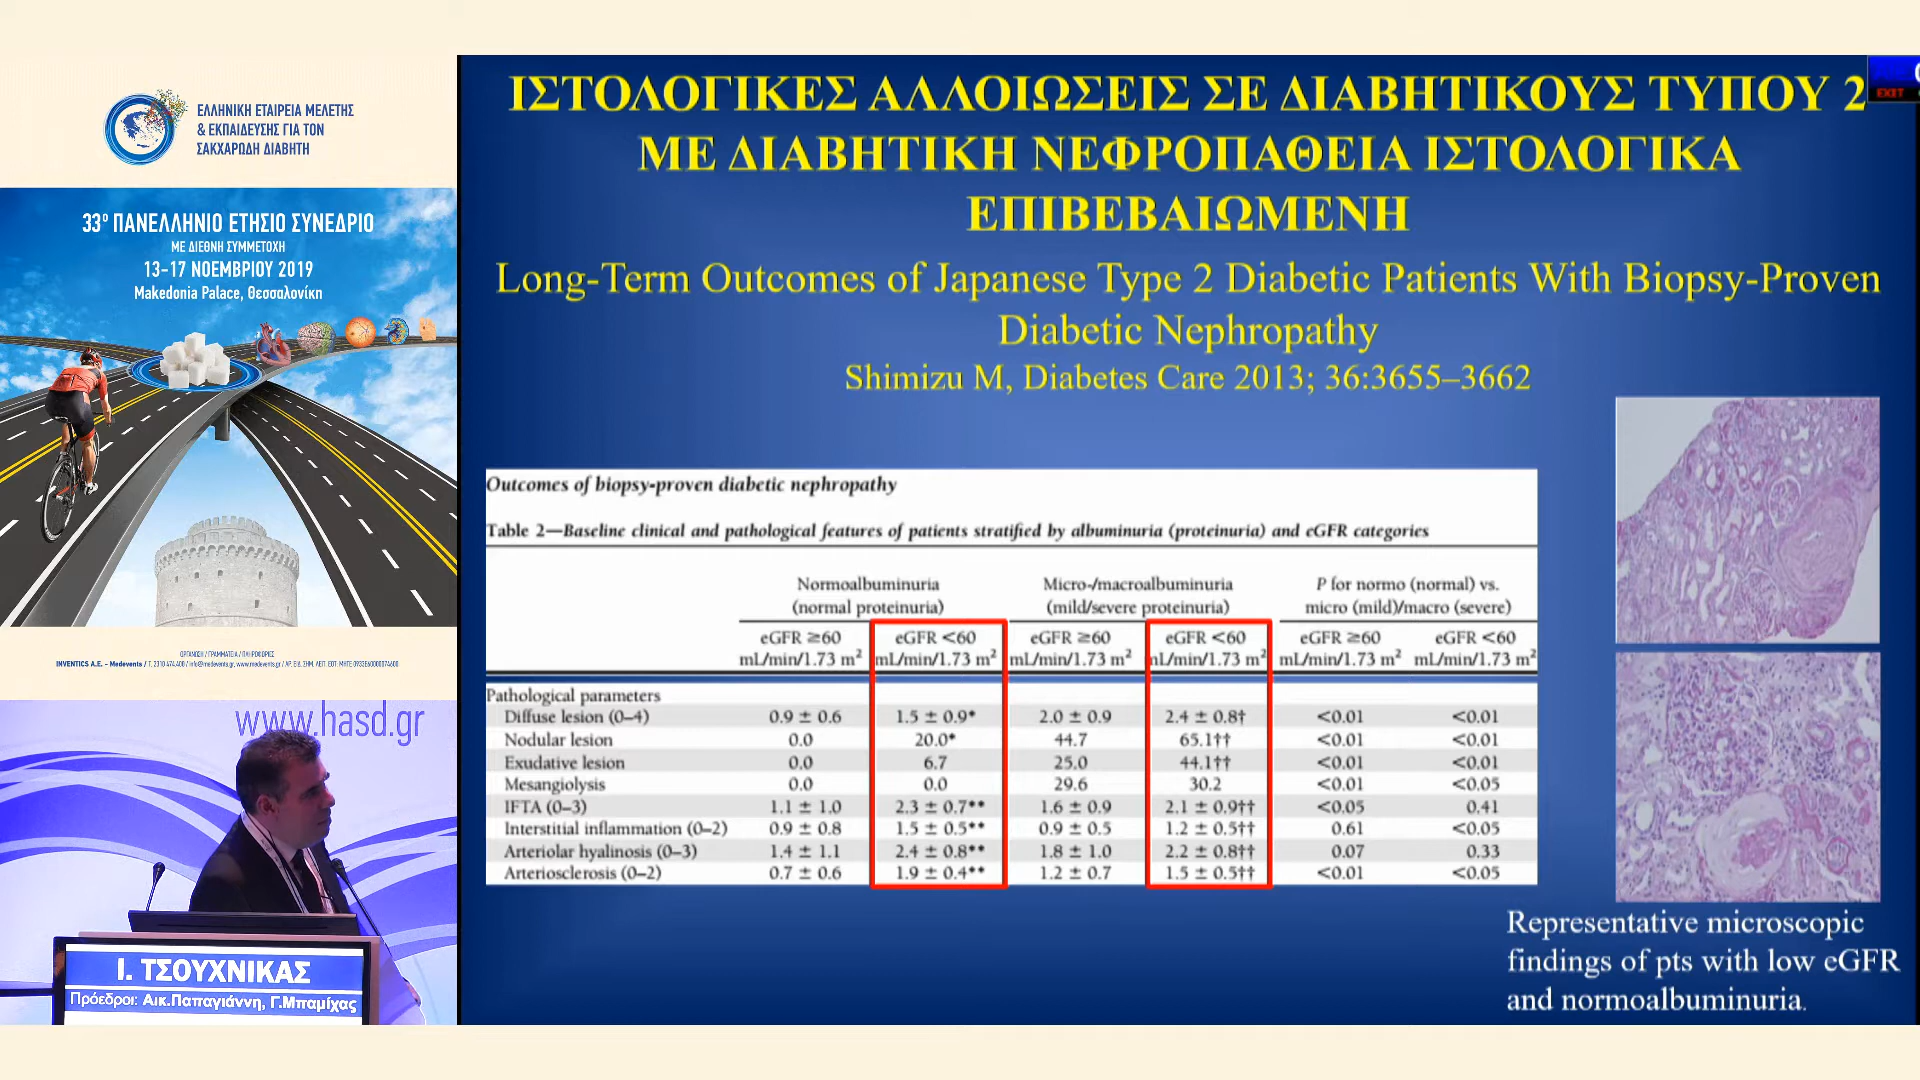 ΕΛΛΗΝΙΚΗ ΕΤΑΙΡΕΙΑ ΜΕΛΕΤΗΣ
& ΕΚΠΑΙΔΕΥΣΗΣ ΓΙΑ ΤΟΝ
ΣΑΚΧΑΡΩΔΗ ΔΙΑΒΗΤΗ
33ο ΠΑΝΕΛΛΗΝΙΟ ΕΤΗΣΙΟ ΣΥΝΕΔΡΙΟ
ΜΕ ΔΙΕΘΝΗ ΣΥΜΜΕΤΟΧΗ
13-17 ΝΟΕΜΒΡΙΟΥ 2019
Makedonia Palace, Θεσσαλονίκη
ΟΡΓΑΝΩΣΗ / ΓΡΑΜΜΑΤΕΙΑ / ΠΛΗΡΟΦΟΡΙΕΣ
INVENTICS A.E. - Medevents / T. 2310 474.400 / info@medevents.gr, www.medevents.gr
www.hasd.gr
Ι. ΤΣΟΥΧΝΙΚΑΣ
Πρόεδροι: Αικ.Παπαγιάννη, Γ.Μπαμίχας
ΙΣΤΟΛΟΓΙΚΕΣ ΑΛΛΟΙΩΣΕΙΣ ΣΕ ΔΙΑΒΗΤΙΚΟΥΣ ΤΥΠΟΥ 2
ΜΕ ΔΙΑΒΗΤΙΚΗ ΝΕΦΡΟΠΑΘΕΙΑ ΙΣΤΟΛΟΓΙΚΑ
ΕΠΙΒΕΒΑΙΩΜΕΝΗ
EXIT
Long-Term Outcomes of Japanese Type 2 Diabetic Patients With Biopsy-Proven
Diabetic Nephropathy
Shimizu M, Diabetes Care 2013; 36:3655–3662
Outcomes of biopsy-proven diabetic nephropathy
Table 2—Baseline clinical and pathological features of patients stratified by albuminuria (proteinuria) and eGFR categories
Normoalbuminuria Micro-/macroalbuminuria P for normo (normal) vs.
(normal proteinuria) (mild/severe proteinuria) micro (mild)/macro (severe)
eGFR ≥60 eGFR <60 eGFR ≥60 eGFR <60 eGFR ≥60 eGFR <60
mL/min/1.73 m² mL/min/1.73 m² mL/min/1.73 m² mL/min/1.73 m² mL/min/1.73 m² mL/min/1.73 m²
Pathological parameters
Diffuse lesion (0–4) 0.9 ± 0.6 1.5 ± 0.9* 2.0 ± 0.9 2.4 ± 0.8† <0.01 <0.01
Nodular lesion 0.0 20.0* 44.7 65.1†† <0.01 <0.01
Exudative lesion 0.0 6.7 25.0 44.1†† <0.01 <0.01
Mesangiolysis 0.0 0.0 29.6 30.2 <0.01 <0.05
IFTA (0–3) 1.1 ± 1.0 2.3 ± 0.7** 1.6 ± 0.9 2.1 ± 0.9†† <0.05 0.41
Interstitial inflammation (0–2) 0.9 ± 0.8 1.5 ± 0.5** 0.9 ± 0.5 1.2 ± 0.5†† 0.61 <0.05
Arteriolar hyalinosis (0–3) 1.4 ± 1.1 2.4 ± 0.8** 1.8 ± 1.0 2.2 ± 0.8†† 0.07 0.33
Arteriosclerosis (0–2) 0.7 ± 0.6 1.9 ± 0.4** 1.2 ± 0.7 1.5 ± 0.5†† <0.01 <0.05
Representative microscopic
findings of pts with low eGFR
and normoalbuminuria.